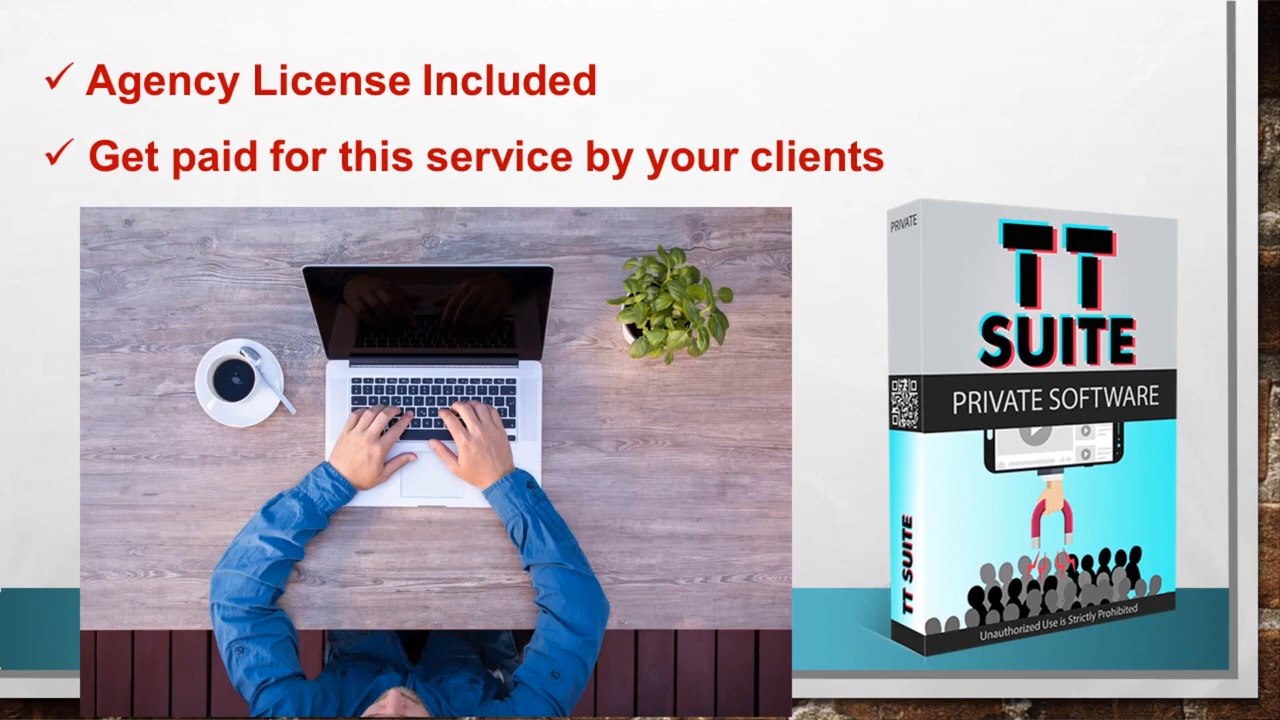 ✓ Agency License Included
✓ Get paid for this service by your clients
PRIVATE
TT
SUITE
PRIVATE SOFTWARE
TT SUITE
Unauthorized Use is Strictly Prohibited